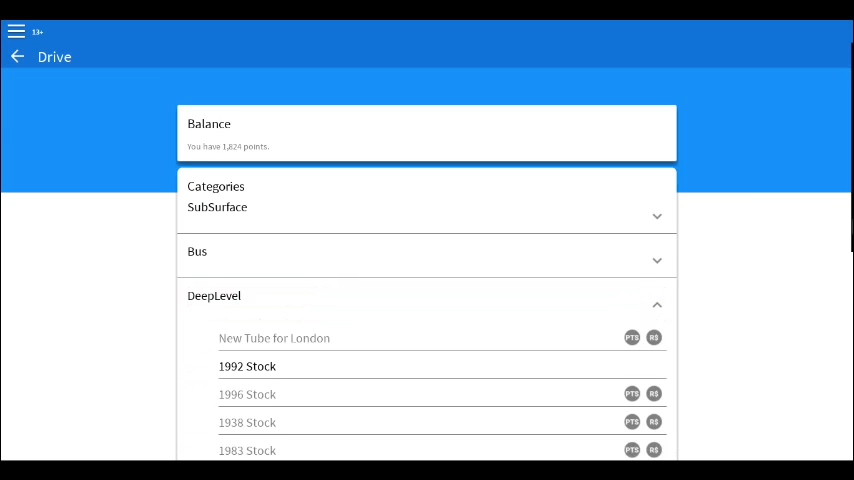 13+
Drive
Balance
You have 1,824 points.
Categories
SubSurface
Bus
DeepLevel
New Tube for London PTS R$
1992 Stock
1996 Stock PTS R$
1938 Stock PTS R$
1983 Stock PTS R$